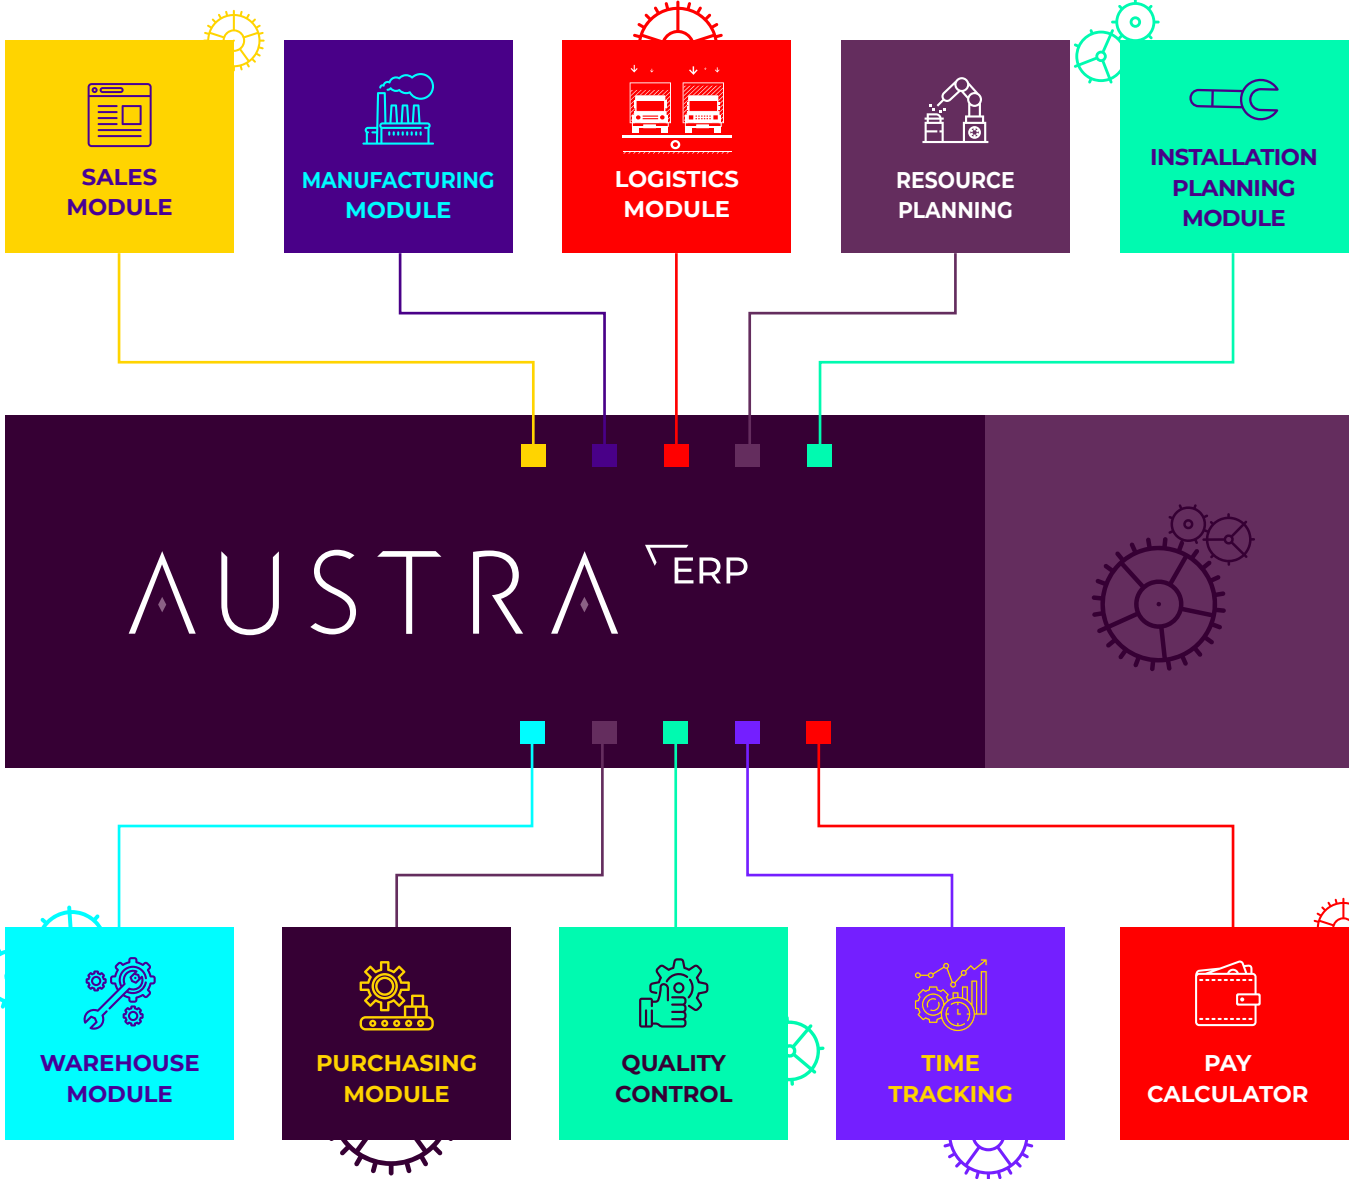 SALES
MODULE
MANUFACTURING
MODULE
LOGISTICS
MODULE
RESOURCE
PLANNING
INSTALLATION
PLANNING
MODULE
AUSTRA ERP
WAREHOUSE
MODULE
PURCHASING
MODULE
QUALITY
CONTROL
TIME
TRACKING
PAY
CALCULATOR